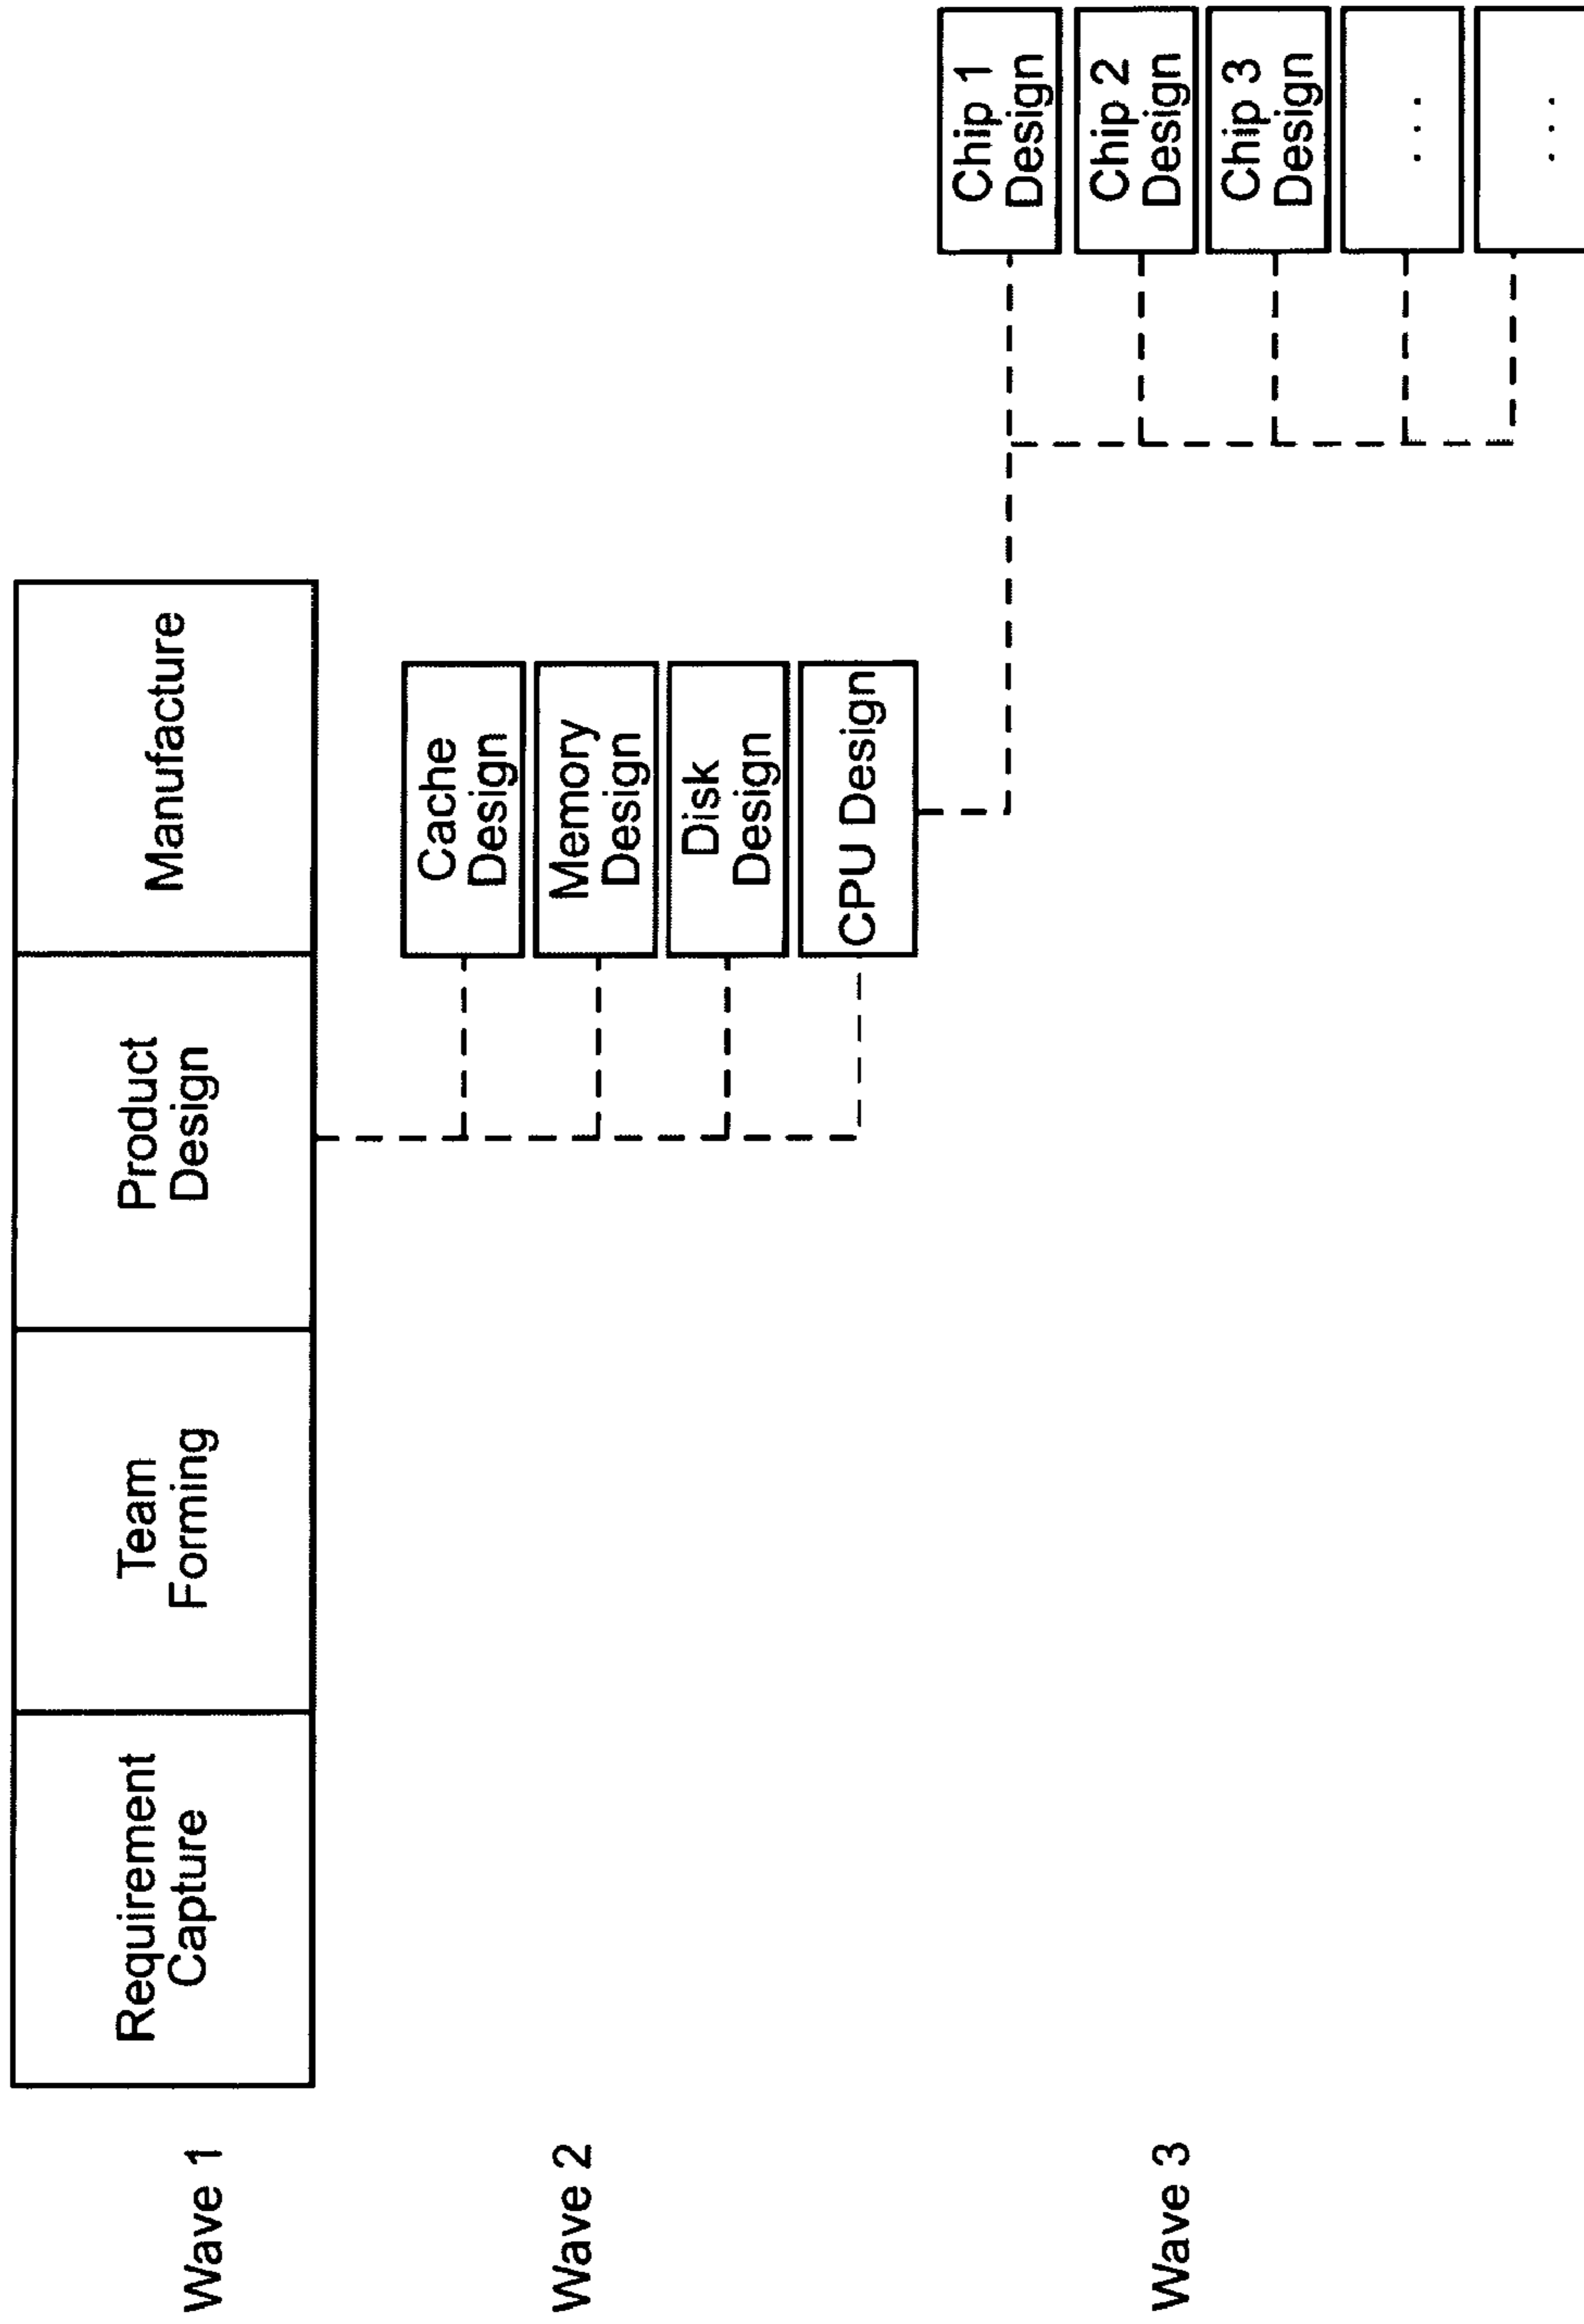 Wave 1
Requirement
Capture
Team
Forming
Product
Design
Manufacture
Wave 2
Cache
Design
Memory
Design
Disk
Design
CPU Design
Wave 3
Chip 1
Design
Chip 2
Design
Chip 3
Design
...
...